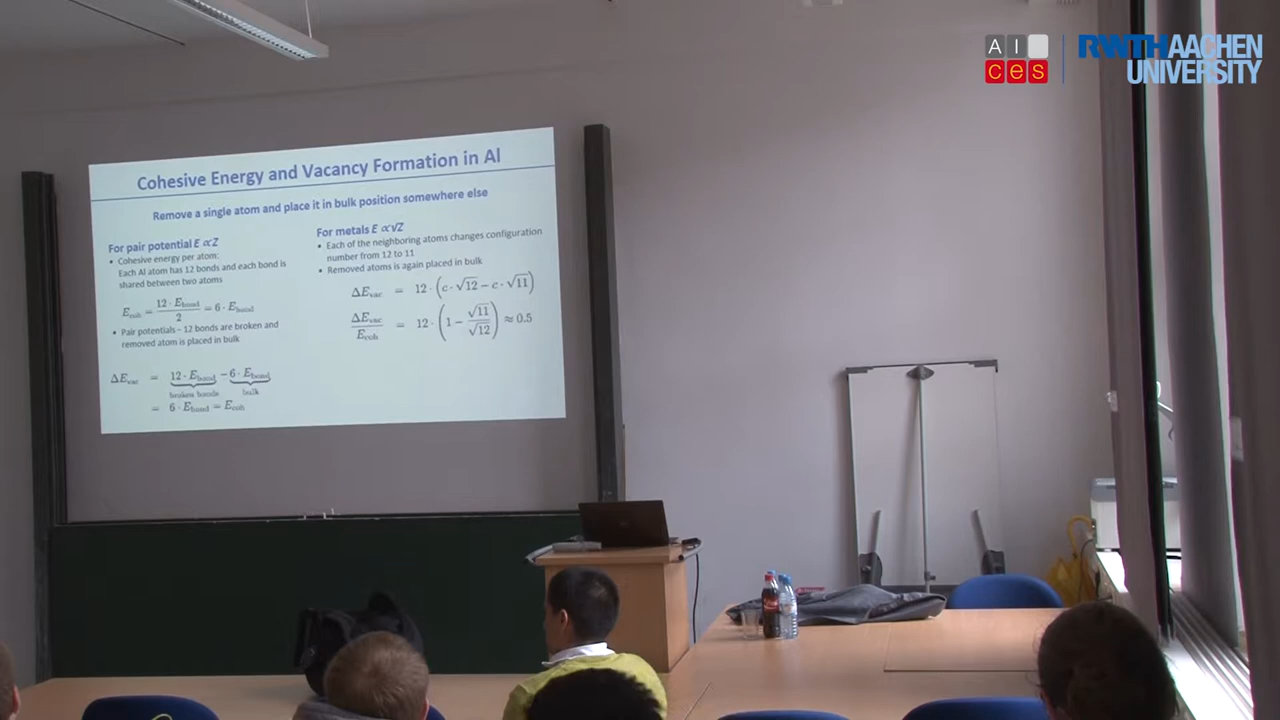 AI
ces
RWTHAACHEN
UNIVERSITY
Cohesive Energy and Vacancy Formation in Al
Remove a single atom and place it in bulk position somewhere else
For pair potential E ∝Z
• Cohesive energy per atom:
Each Al atom has 12 bonds and each bond is
shared between two atoms
E_coh = 12 · E_bond / 2 = 6 · E_bond
• Pair potentials – 12 bonds are broken and
removed atom is placed in bulk
ΔE_vac = 12 · E_bond − 6 · E_bond
broken bonds bulk
= 6 · E_bond = E_coh
For metals E ∝√Z
• Each of the neighboring atoms changes configuration
number from 12 to 11
• Removed atoms is again placed in bulk
ΔE_vac = 12 · (c · √12 − c · √11)
ΔE_vac / E_coh = 12 · (1 − √11 / √12) ≈ 0.5